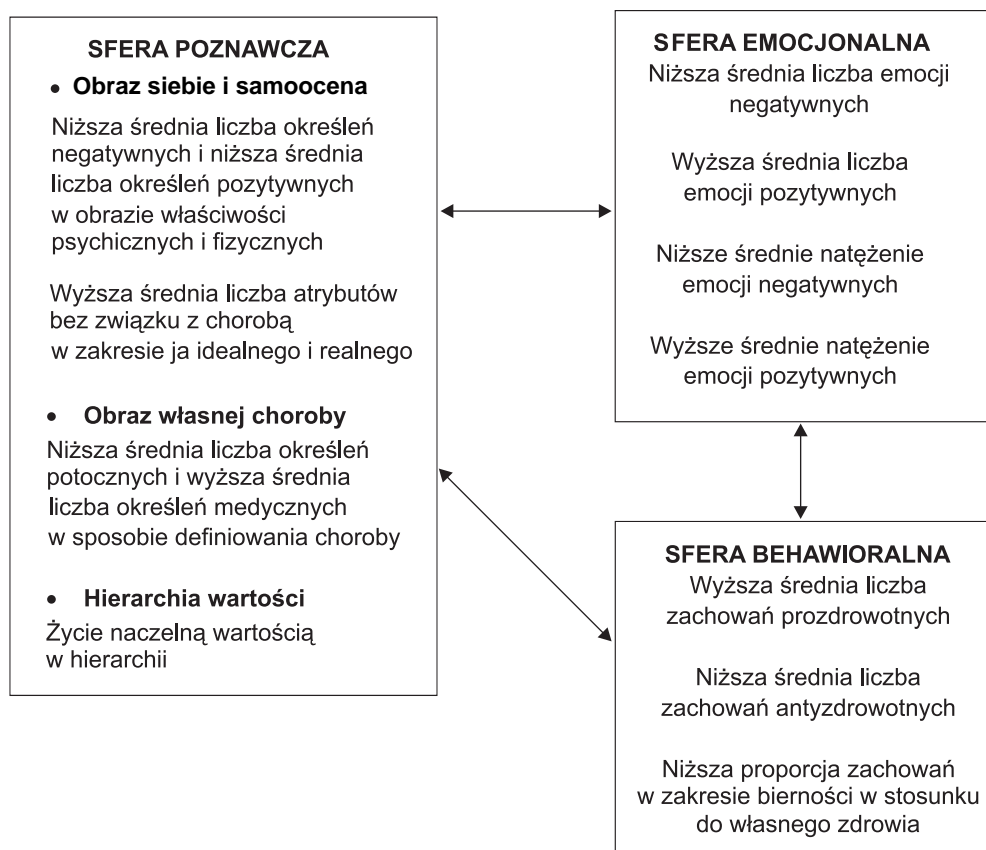 SFERA POZNAWCZA
• Obraz siebie i samoocena
Niższa średnia liczba określeń
negatywnych i niższa średnia
liczba określeń pozytywnych
w obrazie właściwości
psychicznych i fizycznych
Wyższa średnia liczba atrybutów
bez związku z chorobą
w zakresie ja idealnego i realnego
• Obraz własnej choroby
Niższa średnia liczba określeń
potocznych i wyższa średnia
liczba określeń medycznych
w sposobie definiowania choroby
• Hierarchia wartości
Życie naczelną wartością
w hierarchii
SFERA EMOCJONALNA
Niższa średnia liczba emocji
negatywnych
Wyższa średnia liczba
emocji pozytywnych
Niższe średnie natężenie
emocji negatywnych
Wyższe średnie natężenie
emocji pozytywnych
SFERA BEHAWIORALNA
Wyższa średnia liczba
zachowań prozdrowotnych
Niższa średnia liczba
zachowań antyzdrowotnych
Niższa proporcja zachowań
w zakresie bierności w stosunku
do własnego zdrowia